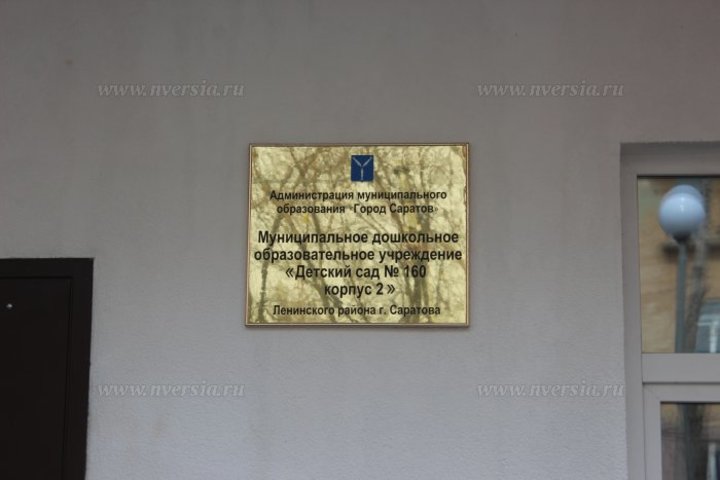 www.nversia.ru www.nversia.ru
Администрация муниципального
образования "Город Саратов"
Муниципальное дошкольное
образовательное учреждение
«Детский сад № 160
корпус 2»
Ленинского района г. Саратова
www.nversia.ru www.nversia.ru